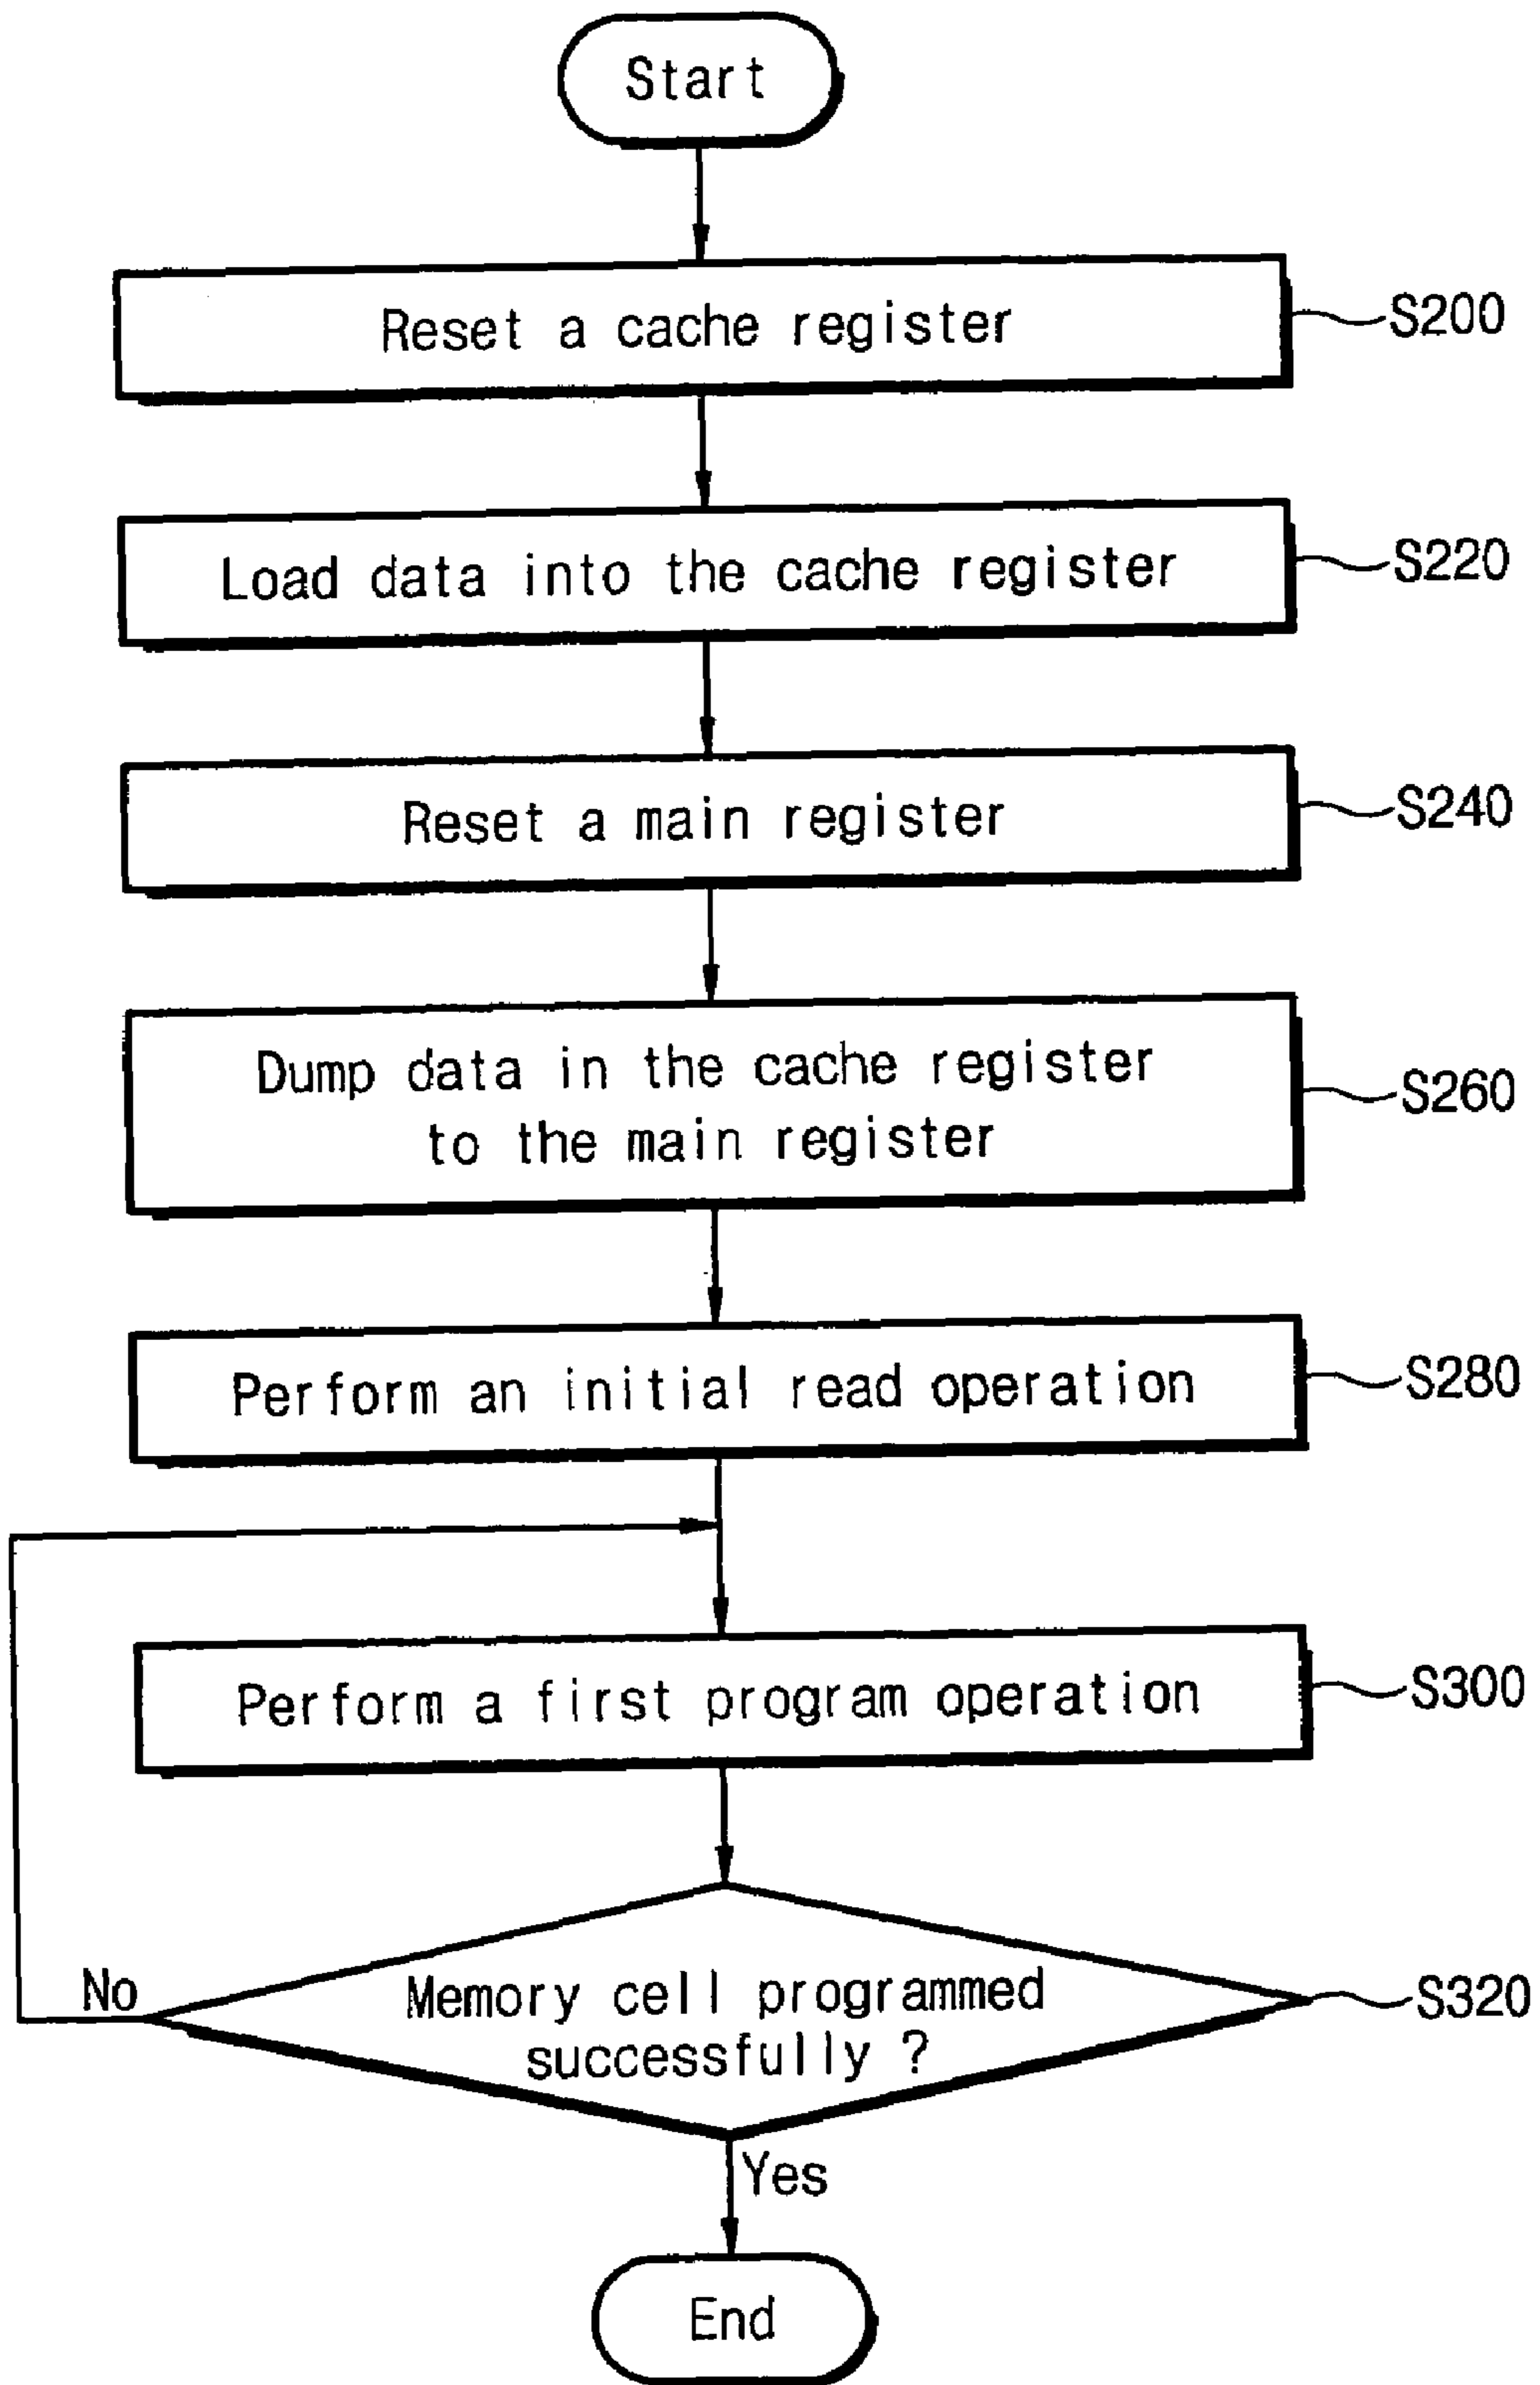 Start
Reset a cache register
S200
Load data into the cache register
S220
Reset a main register
S240
Dump data in the cache register
to the main register
S260
Perform an initial read operation
S280
Perform a first program operation
S300
No
Memory cell programmed
successfully ?
S320
Yes
End